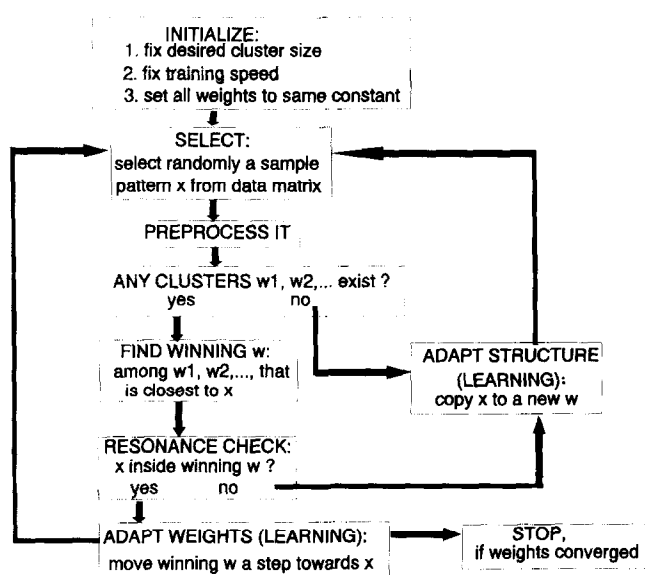 INITIALIZE:
1. fix desired cluster size
2. fix training speed
3. set all weights to same constant
SELECT:
select randomly a sample
pattern x from data matrix
PREPROCESS IT
ANY CLUSTERS w1, w2,... exist ?
yes no
FIND WINNING w:
among w1, w2,..., that
is closest to x
ADAPT STRUCTURE
(LEARNING):
copy x to a new w
RESONANCE CHECK:
x inside winning w ?
yes no
ADAPT WEIGHTS (LEARNING):
move winning w a step towards x
STOP,
if weights converged